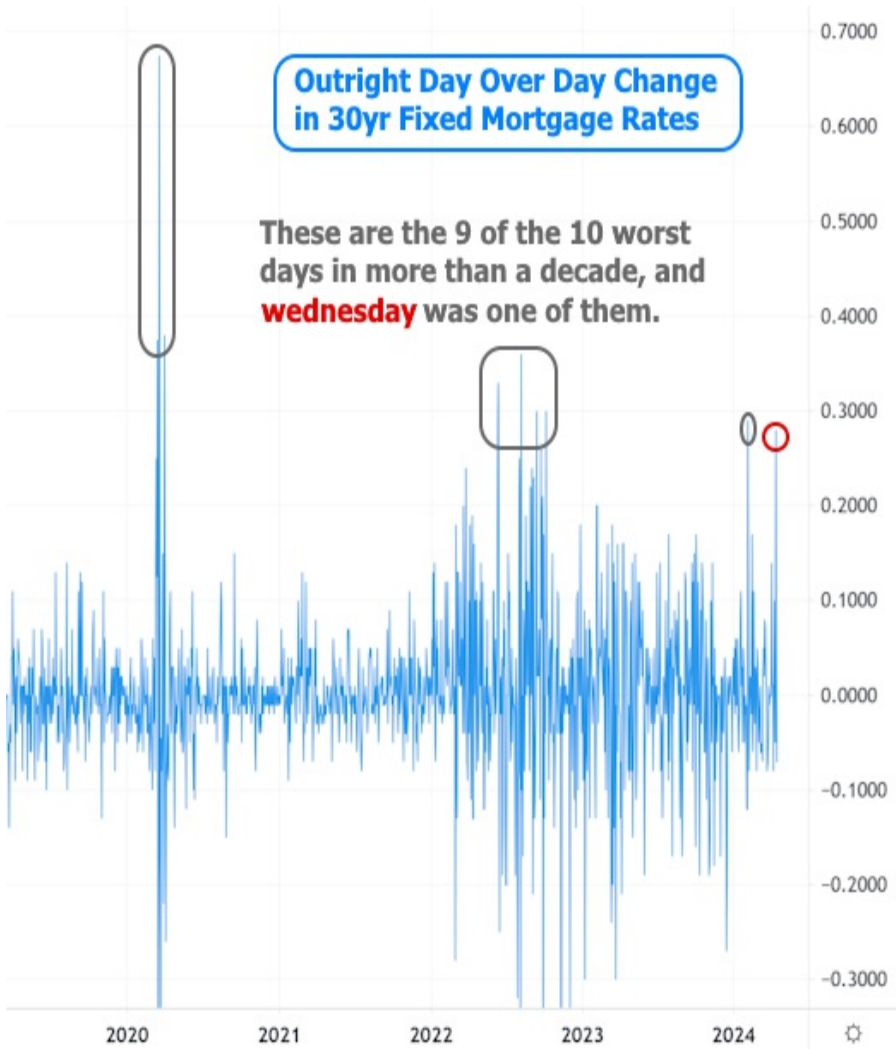 0.7000
Outright Day Over Day Change
in 30yr Fixed Mortgage Rates
0.6000
These are the 9 of the 10 worst
0.5000
days in more than a decade, and
wednesday was one of them.
0.4000
0.3000
0.2000
0.1000
0.0000
-0.1000
-0.2000
-0.3000
2020 2021 2022 2023 2024